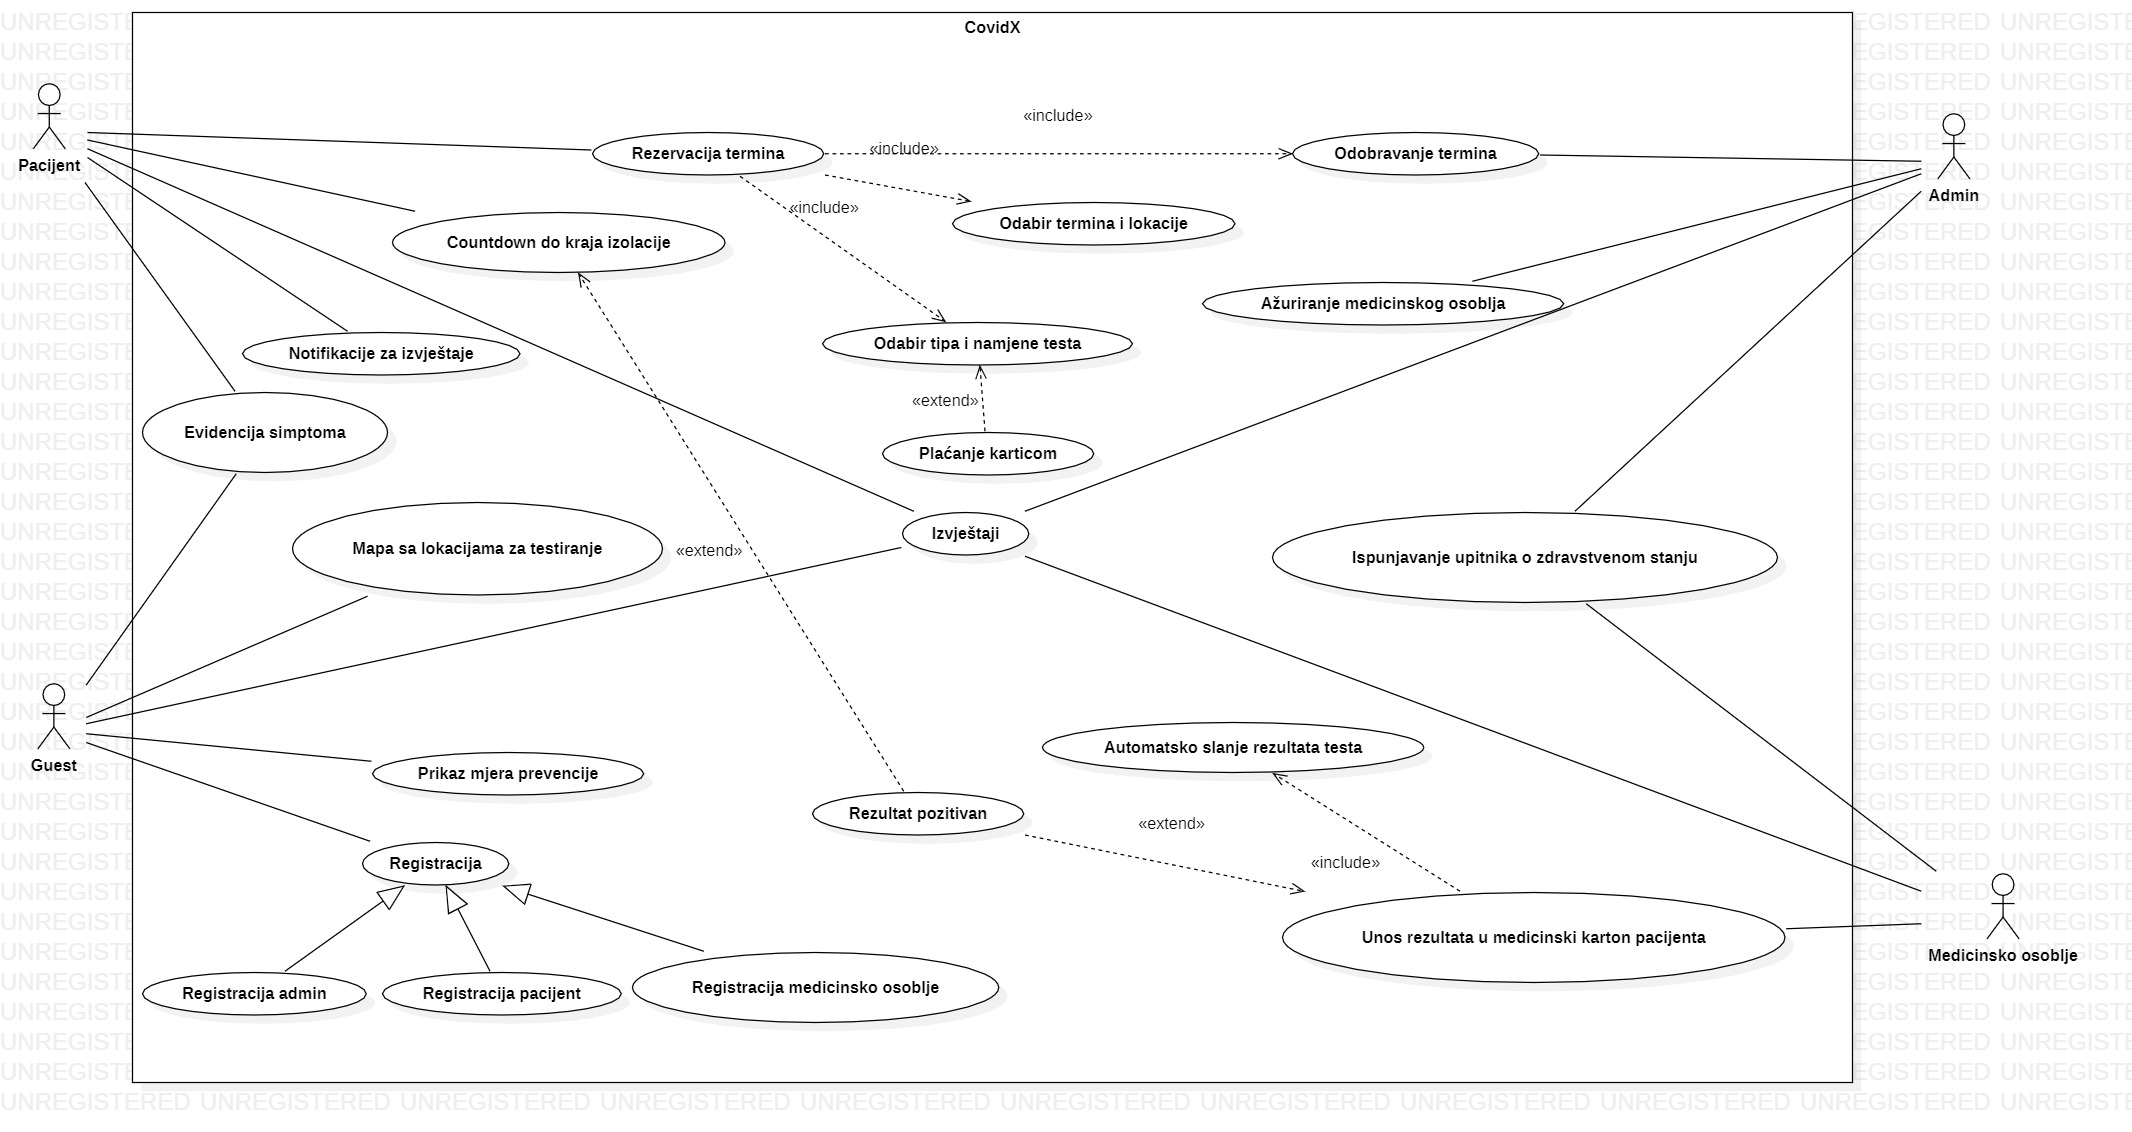 CovidX
«include»
Pacijent
Rezervacija termina
«include»
Odobravanje termina
Admin
«include»
Odabir termina i lokacije
Countdown do kraja izolacije
Ažuriranje medicinskog osoblja
Notifikacije za izvještaje
Odabir tipa i namjene testa
«extend»
Evidencija simptoma
Plaćanje karticom
Izvještaji
Mapa sa lokacijama za testiranje
«extend»
Ispunjavanje upitnika o zdravstvenom stanju
Guest
Automatsko slanje rezultata testa
Prikaz mjera prevencije
Rezultat pozitivan
«extend»
«include»
Registracija
Unos rezultata u medicinski karton pacijenta
Medicinsko osoblje
Registracija admin
Registracija pacijent
Registracija medicinsko osoblje
UNREGISTERED UNREGISTERED UNREGISTERED UNREGISTERED UNREGISTERED UNREGISTERED UNREGISTERED UNREGISTERED UNREGISTERED UNREGISTERED